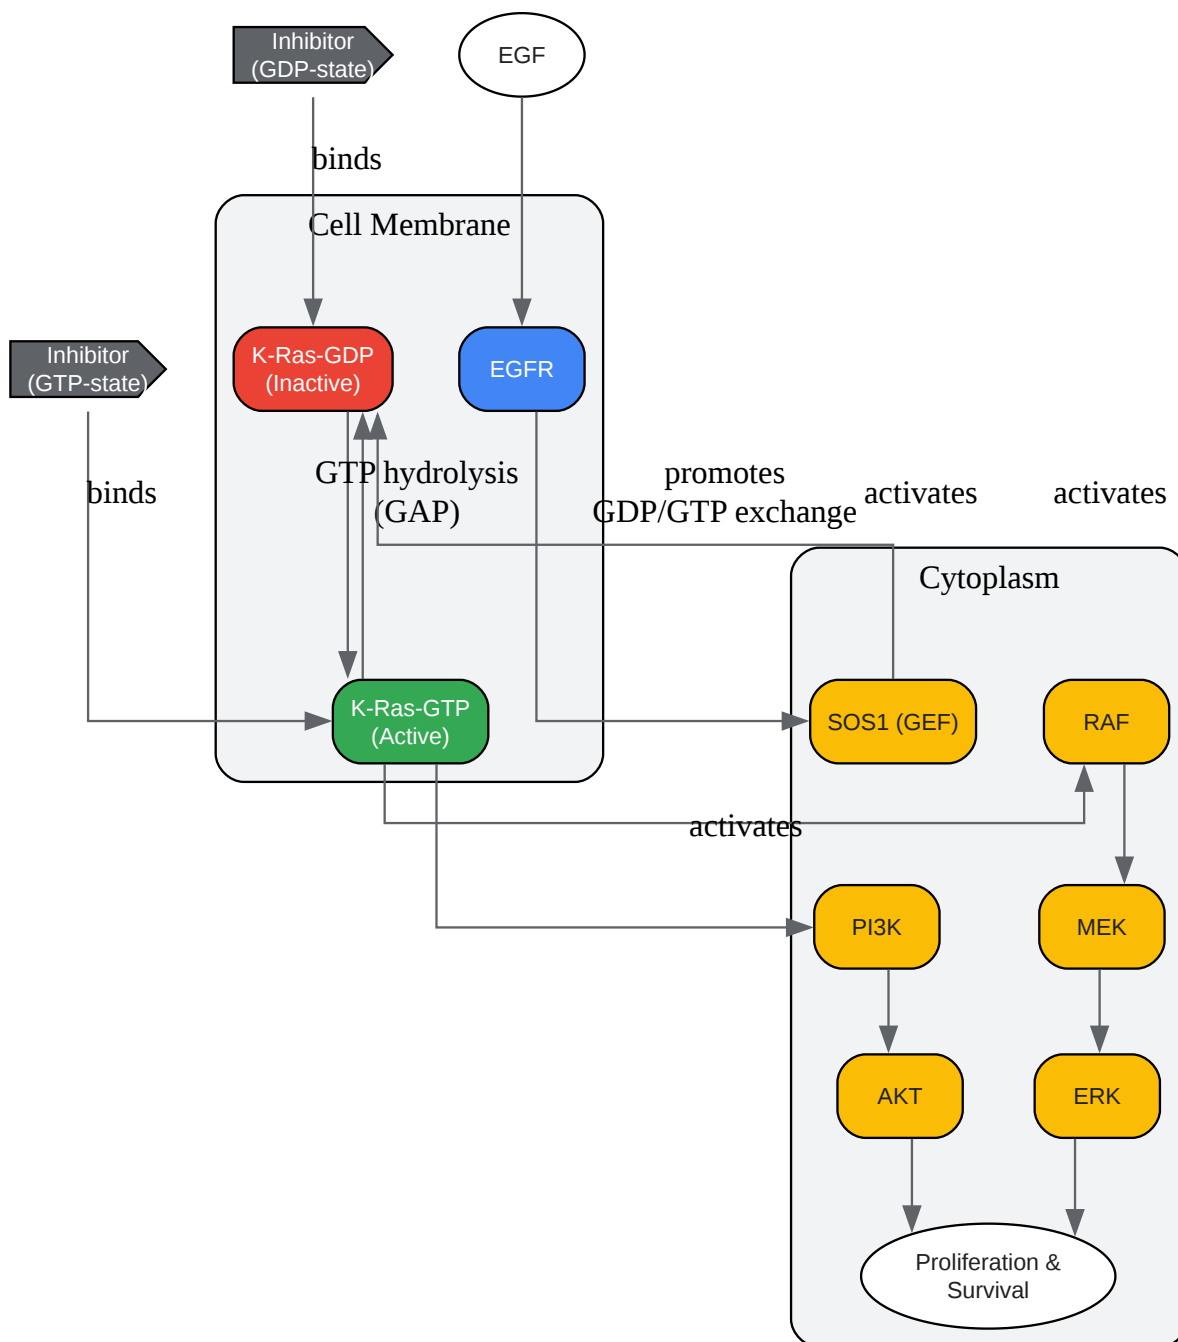 Inhibitor
(GDP-state)
EGF
binds
Cell Membrane
Inhibitor
(GTP-state)
K-Ras-GDP
(Inactive)
EGFR
binds
GTP hydrolysis
(GAP)
promotes
GDP/GTP exchange
activates
activates
Cytoplasm
K-Ras-GTP
(Active)
SOS1 (GEF)
RAF
activates
PI3K
MEK
AKT
ERK
Proliferation &
Survival